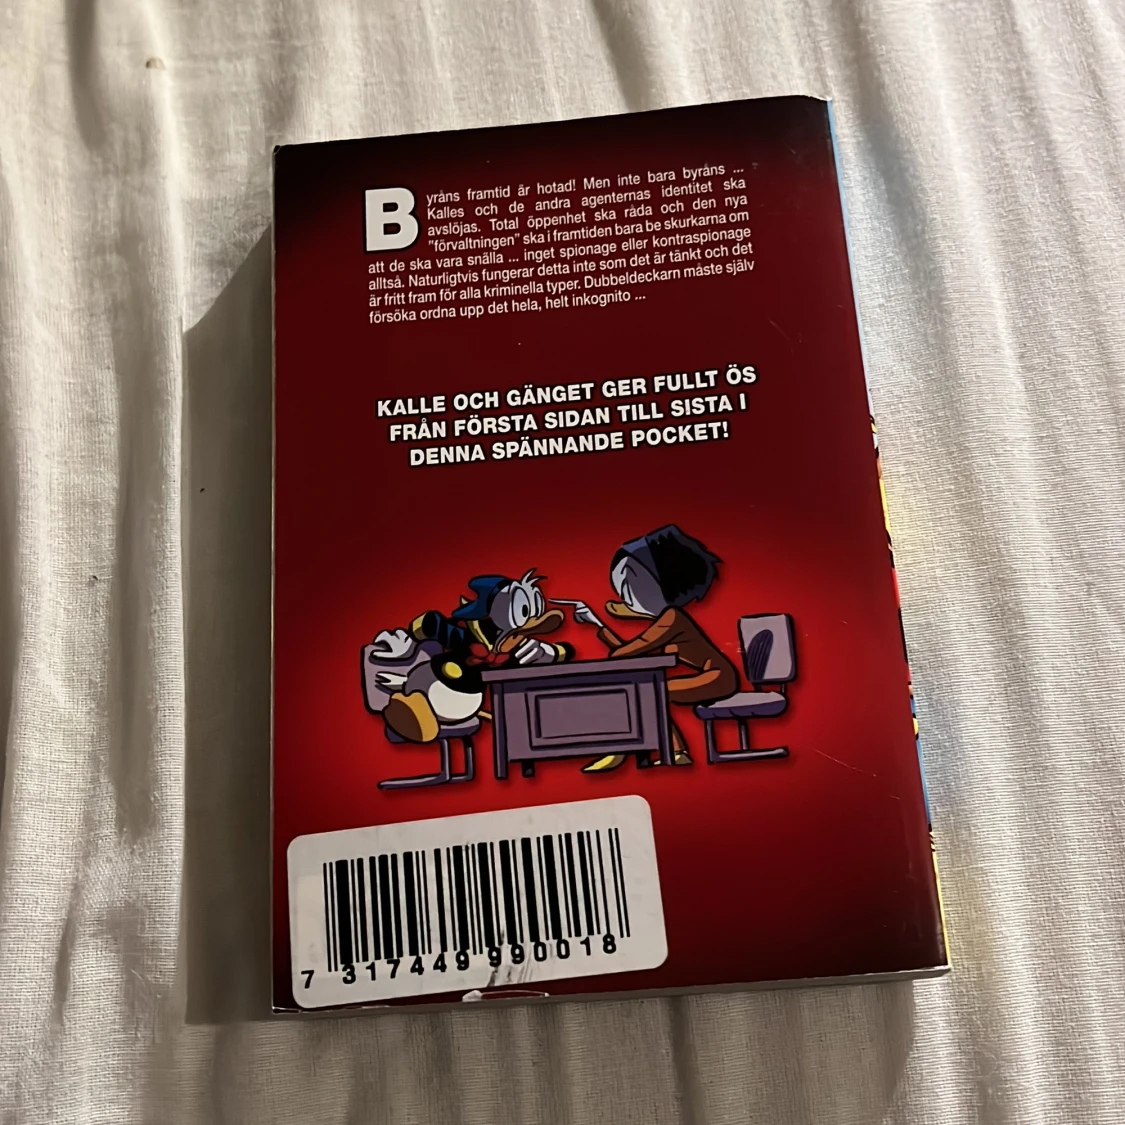 Byråns framtid är hotad! Men inte bara byråns ...
Kalles och de andra agenternas identitet ska
avslöjas. Total öppenhet ska råda och den nya
"förvaltningen" ska i framtiden bara be skurkarna om
att de ska vara snälla ... inget spionage eller kontraspionage
alltså. Naturligtvis fungerar detta inte som det är tänkt och det
är fritt fram för alla kriminella typer. Dubbeldeckarn måste själv
försöka ordna upp det hela, helt inkognito ...
KALLE OCH GÄNGET GER FULLT ÖS
FRÅN FÖRSTA SIDAN TILL SISTA I
DENNA SPÄNNANDE POCKET!
7 317449 990018